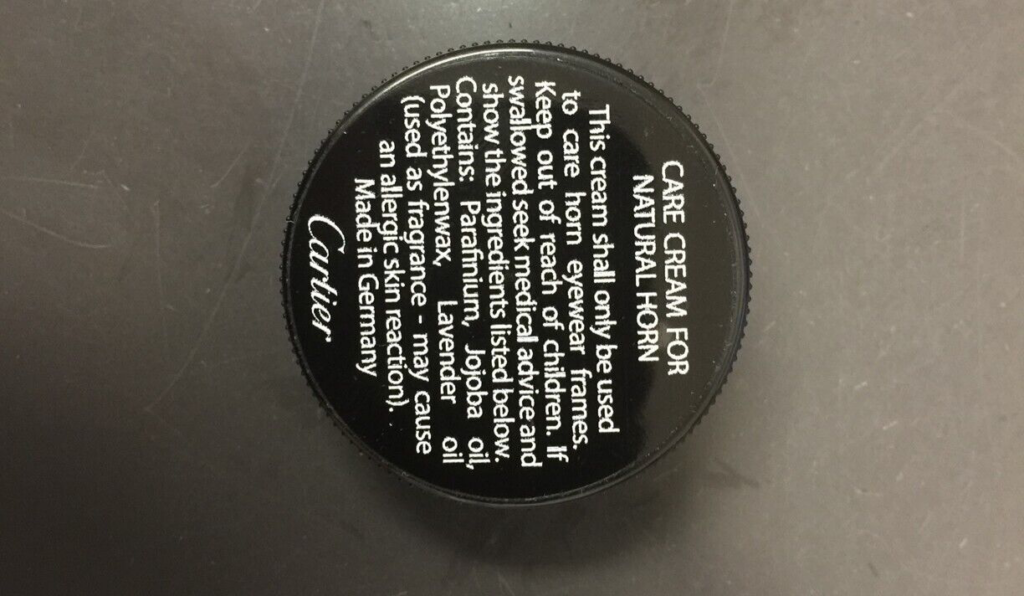 CARE CREAM FOR
NATURAL HORN
This cream shall only be used
to care horn eyewear frames.
Keep out of reach of children. If
swallowed seek medical advice and
show the ingredients listed below.
Contains: Parafinium, Jojoba oil,
Polyethylenwax, Lavender oil
(used as fragrance - may cause
an allergic skin reaction).
Made in Germany
Cartier